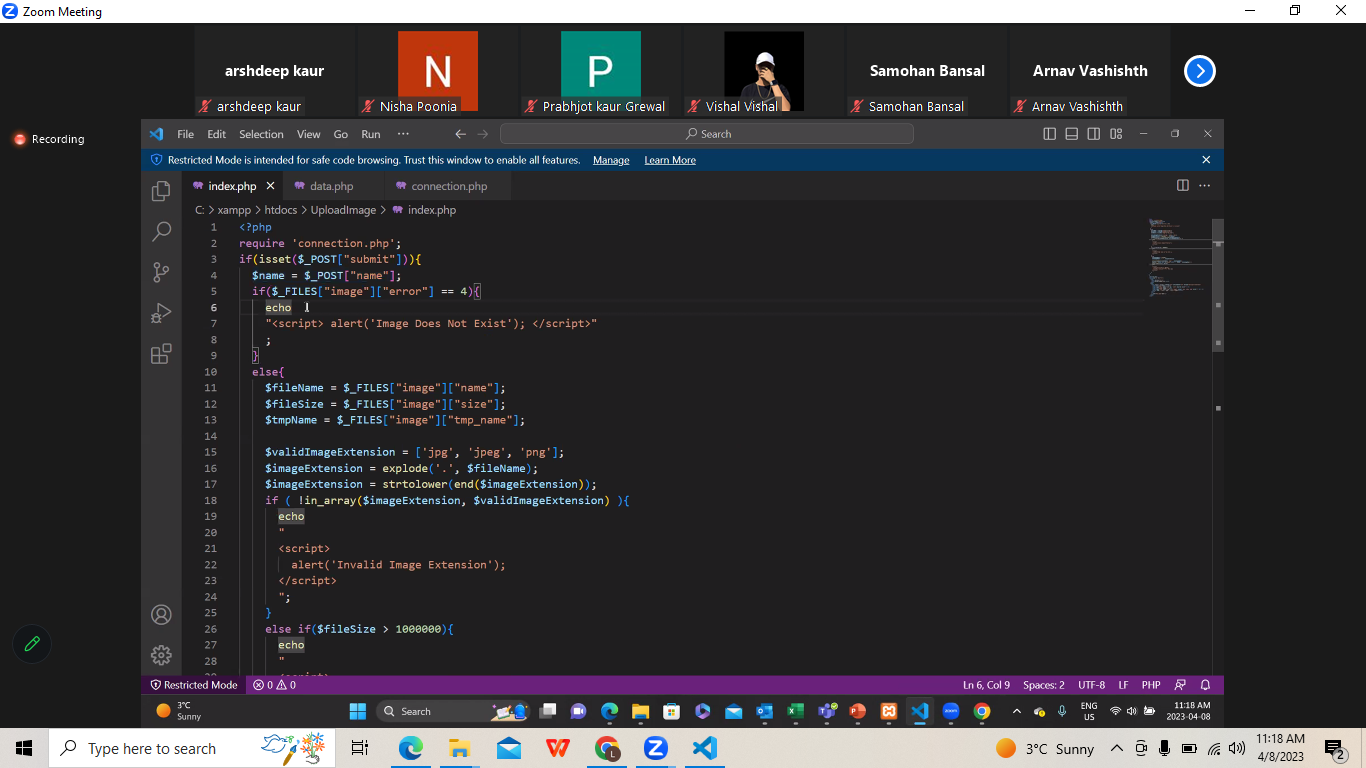 Zoom Meeting
arshdeep kaur
N
P
Samohan Bansal
Arnav Vashishth
arshdeep kaur
Nisha Poonia
Prabhjot kaur Grewal
Vishal Vishal
Samohan Bansal
Arnav Vashishth
Recording
File Edit Selection View Go Run ··· Search
Restricted Mode is intended for safe code browsing. Trust this window to enable all features. Manage Learn More
index.php data.php connection.php
C: > xampp > htdocs > UploadImage > index.php
1 <?php
2 require 'connection.php';
3 if(isset($_POST["submit"])){
4 $name = $_POST["name"];
5 if($_FILES["image"]["error"] == 4){
6 echo
7 "<script> alert('Image Does Not Exist'); </script>"
8 ;
9 }
10 else{
11 $fileName = $_FILES["image"]["name"];
12 $fileSize = $_FILES["image"]["size"];
13 $tmpName = $_FILES["image"]["tmp_name"];
14
15 $validImageExtension = ['jpg', 'jpeg', 'png'];
16 $imageExtension = explode('.', $fileName);
17 $imageExtension = strtolower(end($imageExtension));
18 if ( !in_array($imageExtension, $validImageExtension) ){
19 echo
20 "
21 <script>
22 alert('Invalid Image Extension');
23 </script>
24 ";
25 }
26 else if($fileSize > 1000000){
27 echo
28 "
Restricted Mode 0 0 Ln 6, Col 9 Spaces: 2 UTF-8 LF PHP
3°C
Sunny
Search
ENG
US
11:18 AM
2023-04-08
Type here to search
3°C Sunny
11:18 AM
4/8/2023
2